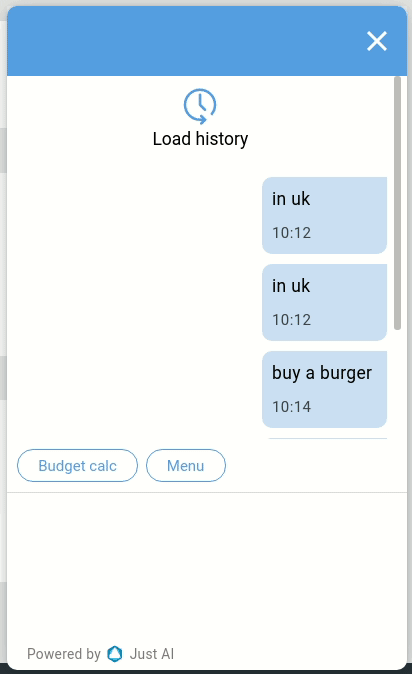 Load history
in uk
10:12
in uk
10:12
buy a burger
10:14
Budget calc Menu
Powered by Just AI